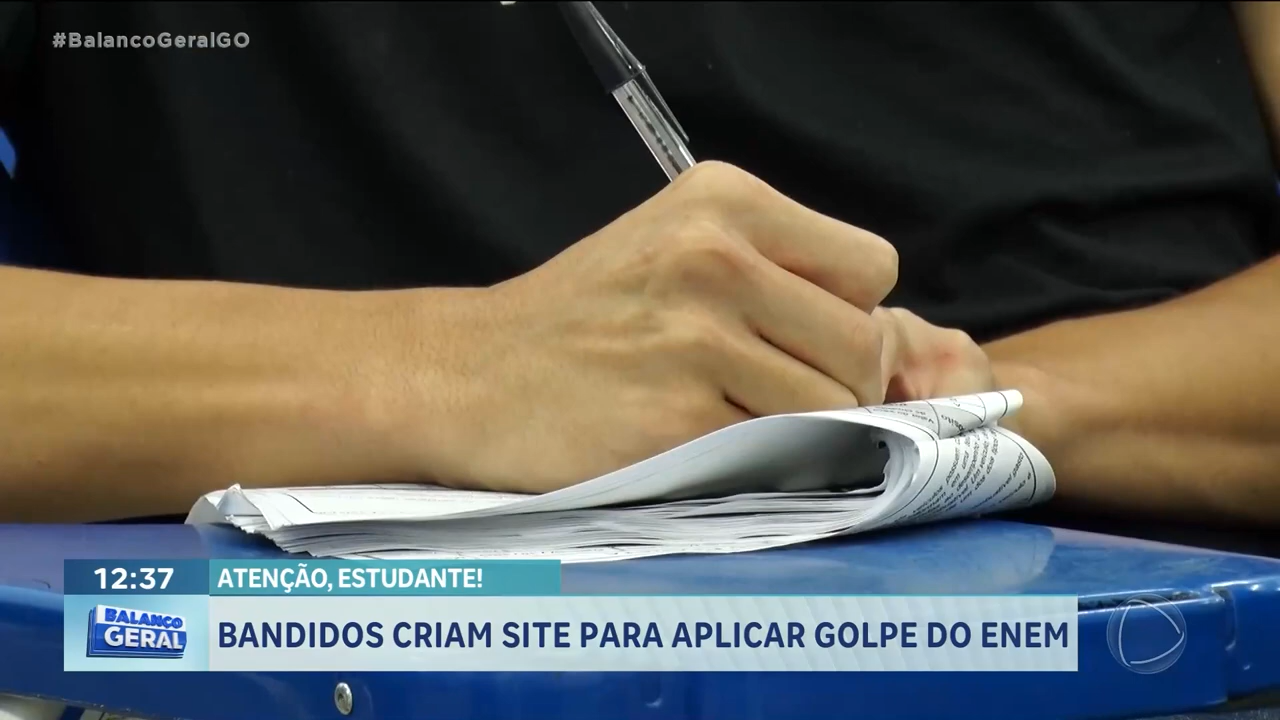 #BalancoGeralGO
12:37
ATENÇÃO, ESTUDANTE!
BALANCO
GERAL
BANDIDOS CRIAM SITE PARA APLICAR GOLPE DO ENEM